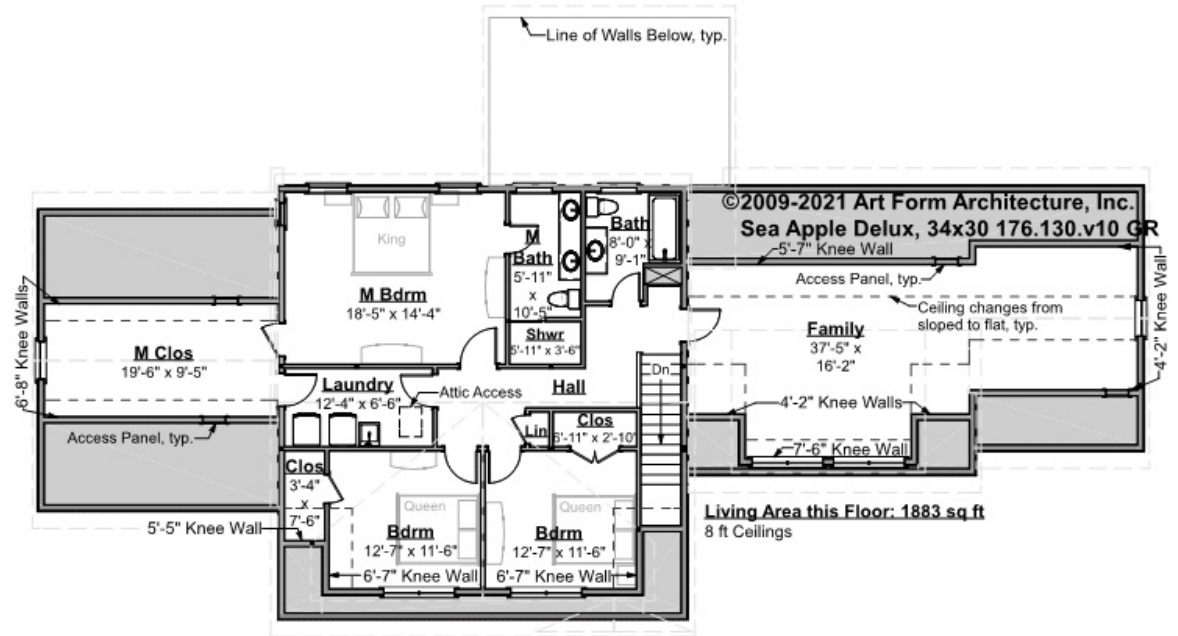 Line of Walls Below, typ.
©2009-2021 Art Form Architecture, Inc.
Sea Apple Delux, 34x30 176.130.v10 GR
5'-7" Knee Wall
Access Panel, typ.
Ceiling changes from
sloped to flat, typ.
4'-2" Knee Wall
Family
37'-5" x
16'-2"
4'-2" Knee Walls
7'-6" Knee Wall
Living Area this Floor: 1883 sq ft
8 ft Ceilings
Bath
8'-0" x
9'-1"
M
Bath
5'-11"
x
10'-5"
Shwr
5'-11" x 3'-6"
King
M Bdrm
18'-5" x 14'-4"
6'-8" Knee Walls
M Clos
19'-6" x 9'-5"
Access Panel, typ.
Laundry
12'-4" x 6'-6"
Attic Access
Hall
Dn.
Lin
Clos
6'-11" x 2'-10"
Clos
3'-4"
x
7'-6"
5'-5" Knee Wall
Queen
Bdrm
12'-7" x 11'-6"
6'-7" Knee Wall
Queen
Bdrm
12'-7" x 11'-6"
6'-7" Knee Wall